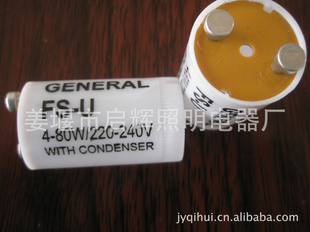 GENERAL
FS-U
4-80W/220-240V
WITH CONDENSER
姜堰市启辉照明电器厂
jyqihui.cn.alibaba.com